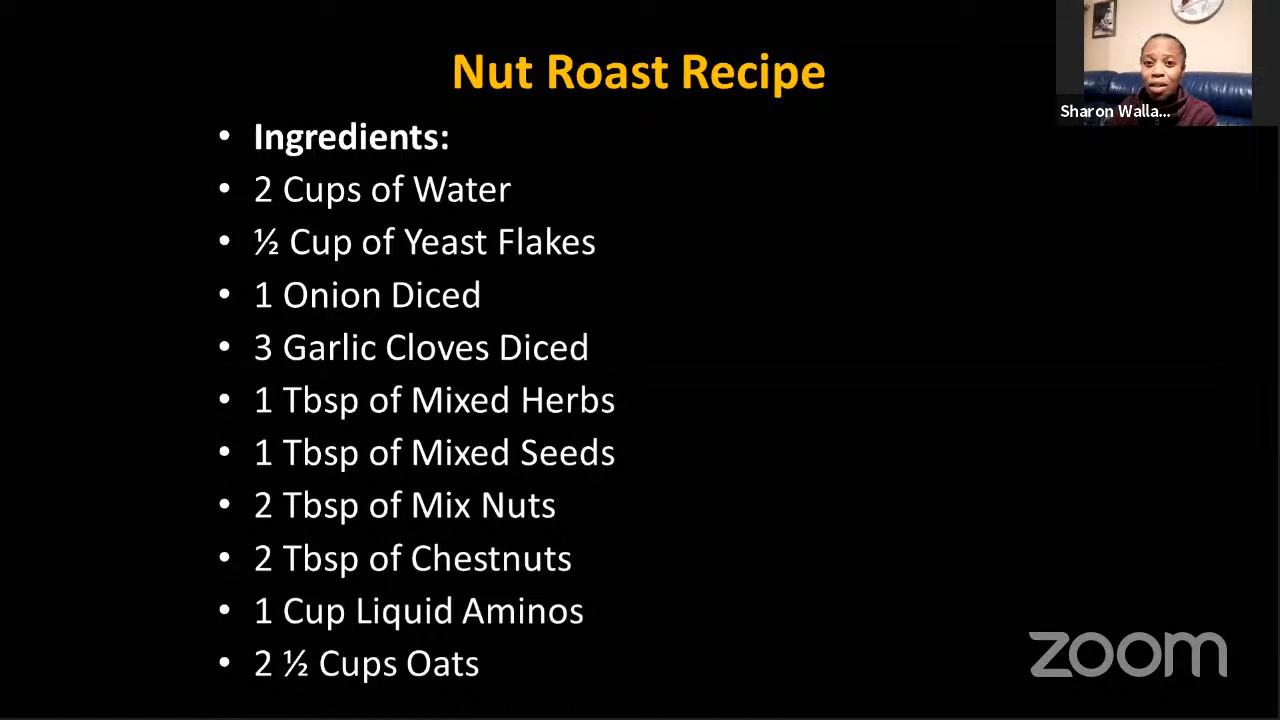 Nut Roast Recipe
• Ingredients:
• 2 Cups of Water
• ½ Cup of Yeast Flakes
• 1 Onion Diced
• 3 Garlic Cloves Diced
• 1 Tbsp of Mixed Herbs
• 1 Tbsp of Mixed Seeds
• 2 Tbsp of Mix Nuts
• 2 Tbsp of Chestnuts
• 1 Cup Liquid Aminos
• 2 ½ Cups Oats
Sharon Walla...
zoom